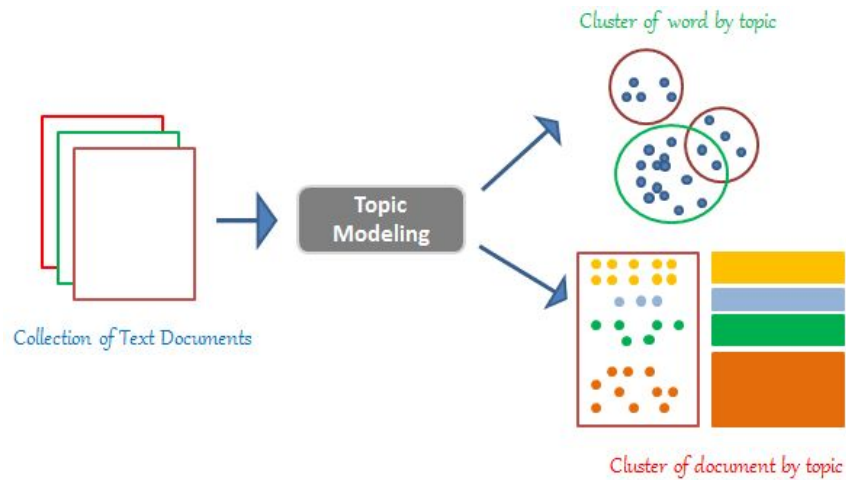 Cluster of word by topic
Topic
Modeling
Collection of Text Documents
Cluster of document by topic